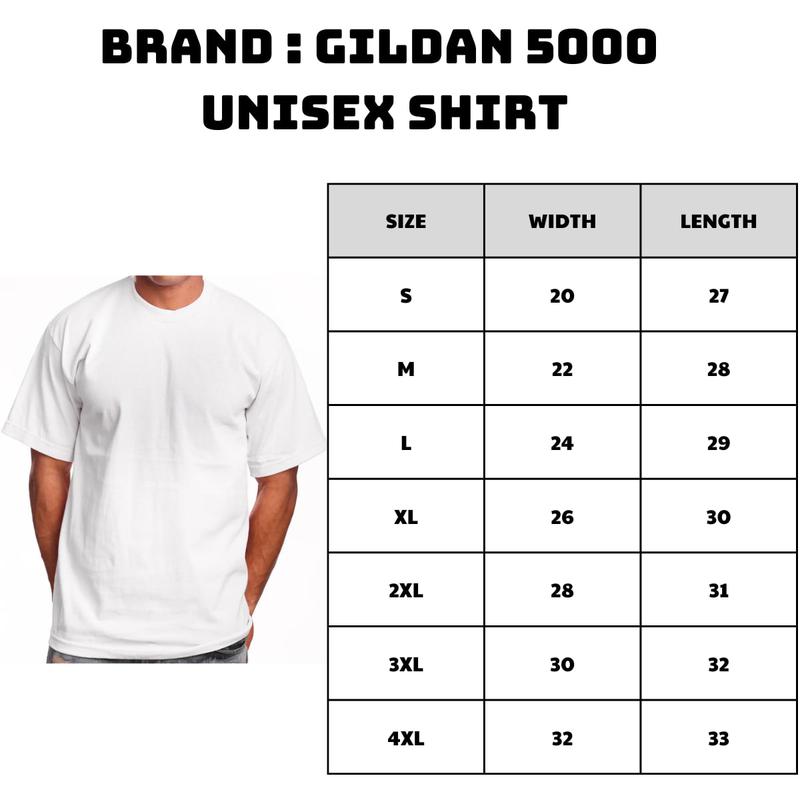 BRAND : GILDAN 5000
UNISEX SHIRT
SIZE WIDTH LENGTH
S 20 27
M 22 28
L 24 29
XL 26 30
2XL 28 31
3XL 30 32
4XL 32 33